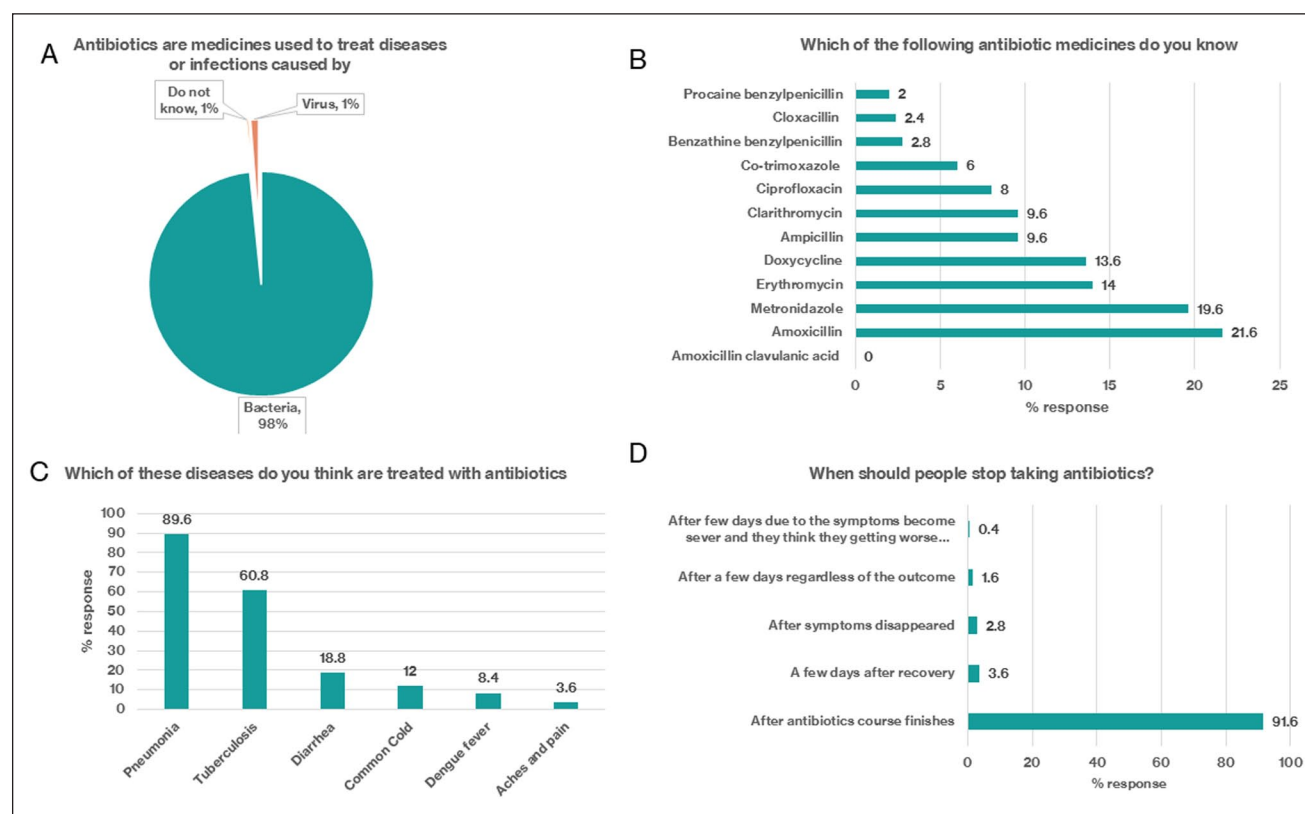 A
Antibiotics are medicines used to treat diseases
or infections caused by
Do not
know, 1%
Virus, 1%
Bacteria,
98%
B
Which of the following antibiotic medicines do you know
Procaine benzylpenicillin 2
Cloxacillin 2.4
Benzathine benzylpenicillin 2.8
Co-trimoxazole 6
Ciprofloxacin 8
Clarithromycin 9.6
Ampicillin 9.6
Doxycycline 13.6
Erythromycin 14
Metronidazole 19.6
Amoxicillin 21.6
Amoxicillin clavulanic acid 0
0 5 10 15 20 25
% response
C
Which of these diseases do you think are treated with antibiotics
% response
100
90
80
70
60
50
40
30
20
10
0
89.6
60.8
18.8
12
8.4
3.6
Pneumonia
Tuberculosis
Diarrhea
Common Cold
Dengue fever
Aches and pain
D
When should people stop taking antibiotics?
After few days due to the symptoms become
sever and they think they getting worse... 0.4
After a few days regardless of the outcome 1.6
After symptoms disappeared 2.8
A few days after recovery 3.6
After antibiotics course finishes 91.6
0 20 40 60 80 100
% response